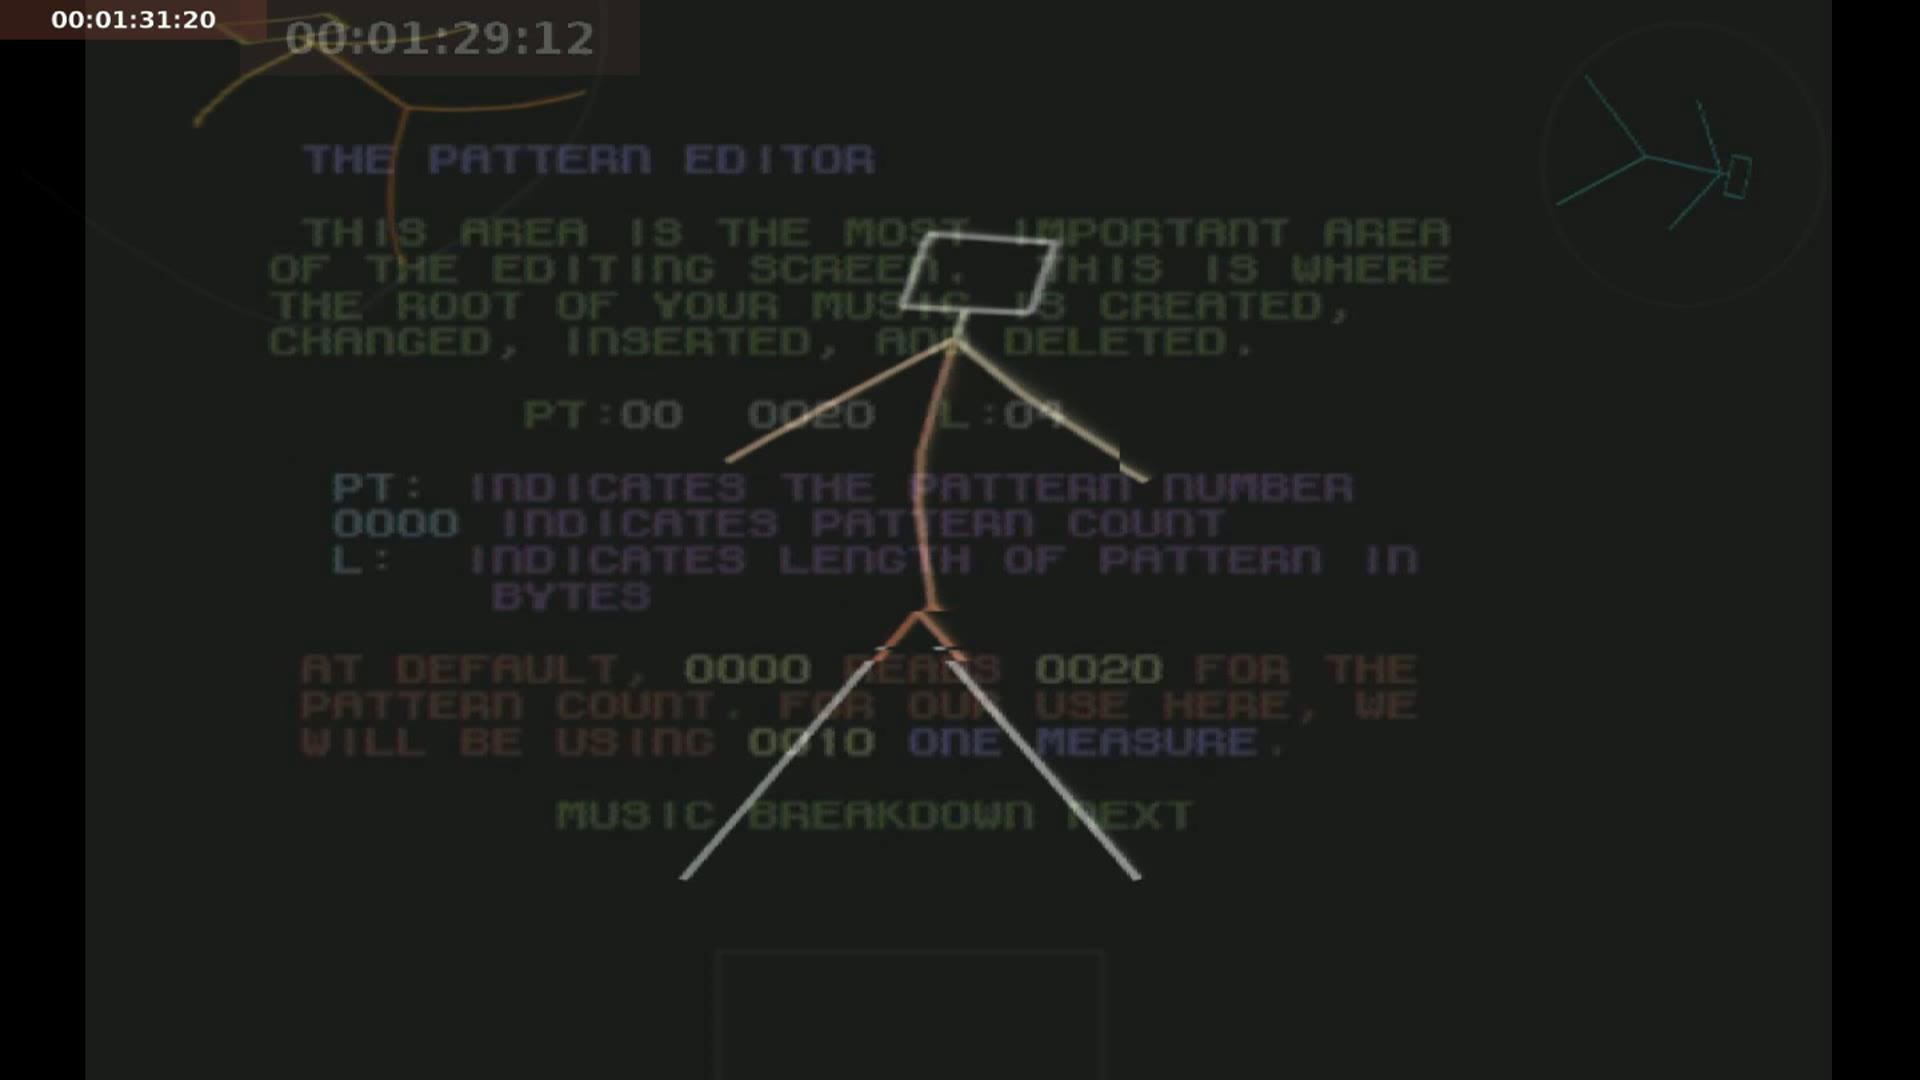 00:01:31:20
00:01:29:12
THE PATTERN EDITOR
THIS AREA IS THE MOST IMPORTANT AREA
OF THE EDITING SCREEN. THIS IS WHERE
THE ROOT OF YOUR MUSIC IS CREATED,
CHANGED, INSERTED, AND DELETED.
PT:00 0020 L:04
PT: INDICATES THE PATTERN NUMBER
0000 INDICATES PATTERN COUNT
L: INDICATES LENGTH OF PATTERN IN
BYTES
AT DEFAULT, 0000 READS 0020 FOR THE
PATTERN COUNT. FOR OUR USE HERE, WE
WILL BE USING 0010 ONE MEASURE.
MUSIC BREAKDOWN NEXT